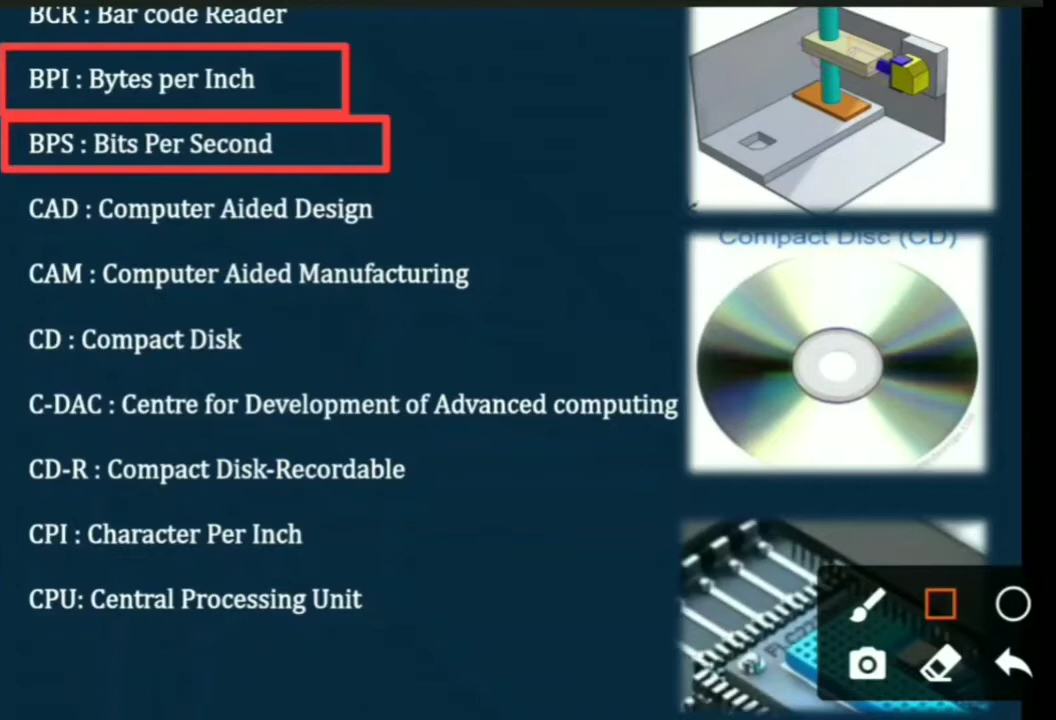 BCR : Bar code Reader
BPI : Bytes per Inch
BPS : Bits Per Second
CAD : Computer Aided Design
CAM : Computer Aided Manufacturing
CD : Compact Disk
C-DAC : Centre for Development of Advanced computing
CD-R : Compact Disk-Recordable
CPI : Character Per Inch
CPU: Central Processing Unit
Compact Disc (CD)